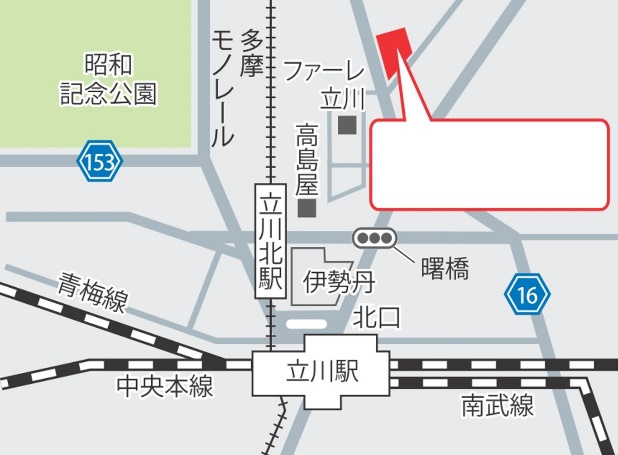 昭和
記念公園
多摩
モノレール
ファーレ
立川
高島屋
153
立川北駅
伊勢丹
曙橋
16
北口
青梅線
中央本線
立川駅
南武線